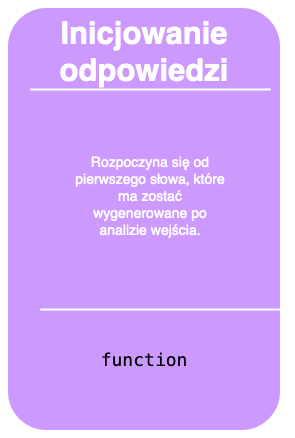 Inicjowanie
odpowiedzi
Rozpoczyna się od
pierwszego słowa, które
ma zostać
wygenerowane po
analizie wejścia.
function